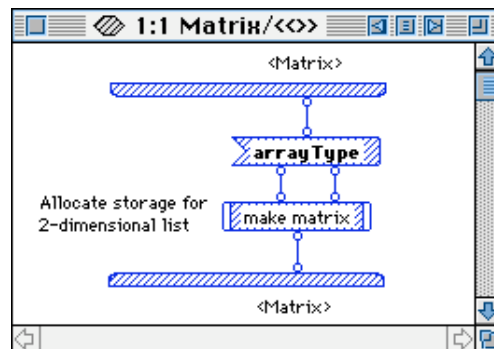 1:1 Matrix/<<>>
<Matrix>
arrayType
Allocate storage for
2-dimensional list
make matrix
<Matrix>